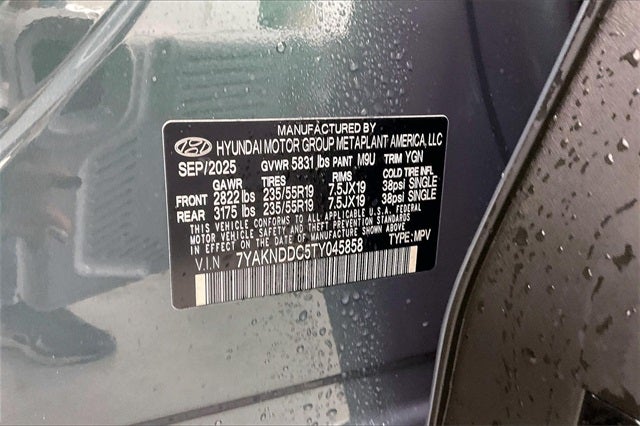 MANUFACTURED BY
HYUNDAI MOTOR GROUP METAPLANT AMERICA, LLC
SEP/2025 GVWR 5831 lbs PAINT M9U TRIM YGN
GAWR TIRES RIMS COLD TIRE INFL
FRONT 2822 lbs 235/55R19 7.5JX19 38psi SINGLE
REAR 3175 lbs 235/55R19 7.5JX19 38psi SINGLE
THIS VEHICLE CONFORMS TO ALL APPLICABLE U.S.A. FEDERAL
MOTOR VEHICLE SAFETY AND THEFT PREVENTION STANDARDS
IN EFFECT ON THE DATE OF MANUFACTURE SHOWN ABOVE.
V.I.N 7YAKNDDC5TY045858 TYPE: MPV